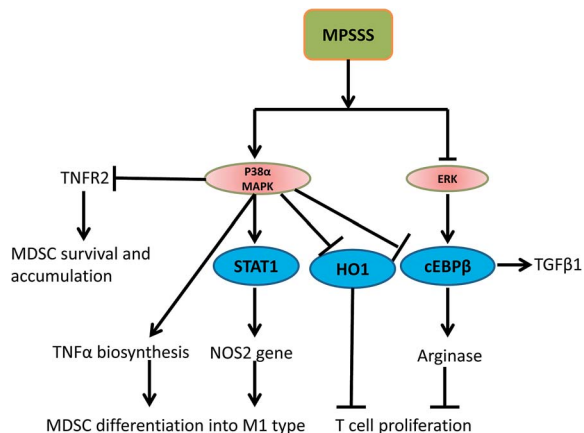 MPSSS
P38α
MAPK
ERK
TNFR2
MDSC survival and
accumulation
STAT1
HO1
cEBPβ
TGFβ1
TNFα biosynthesis
NOS2 gene
Arginase
MDSC differentiation into M1 type
T cell proliferation